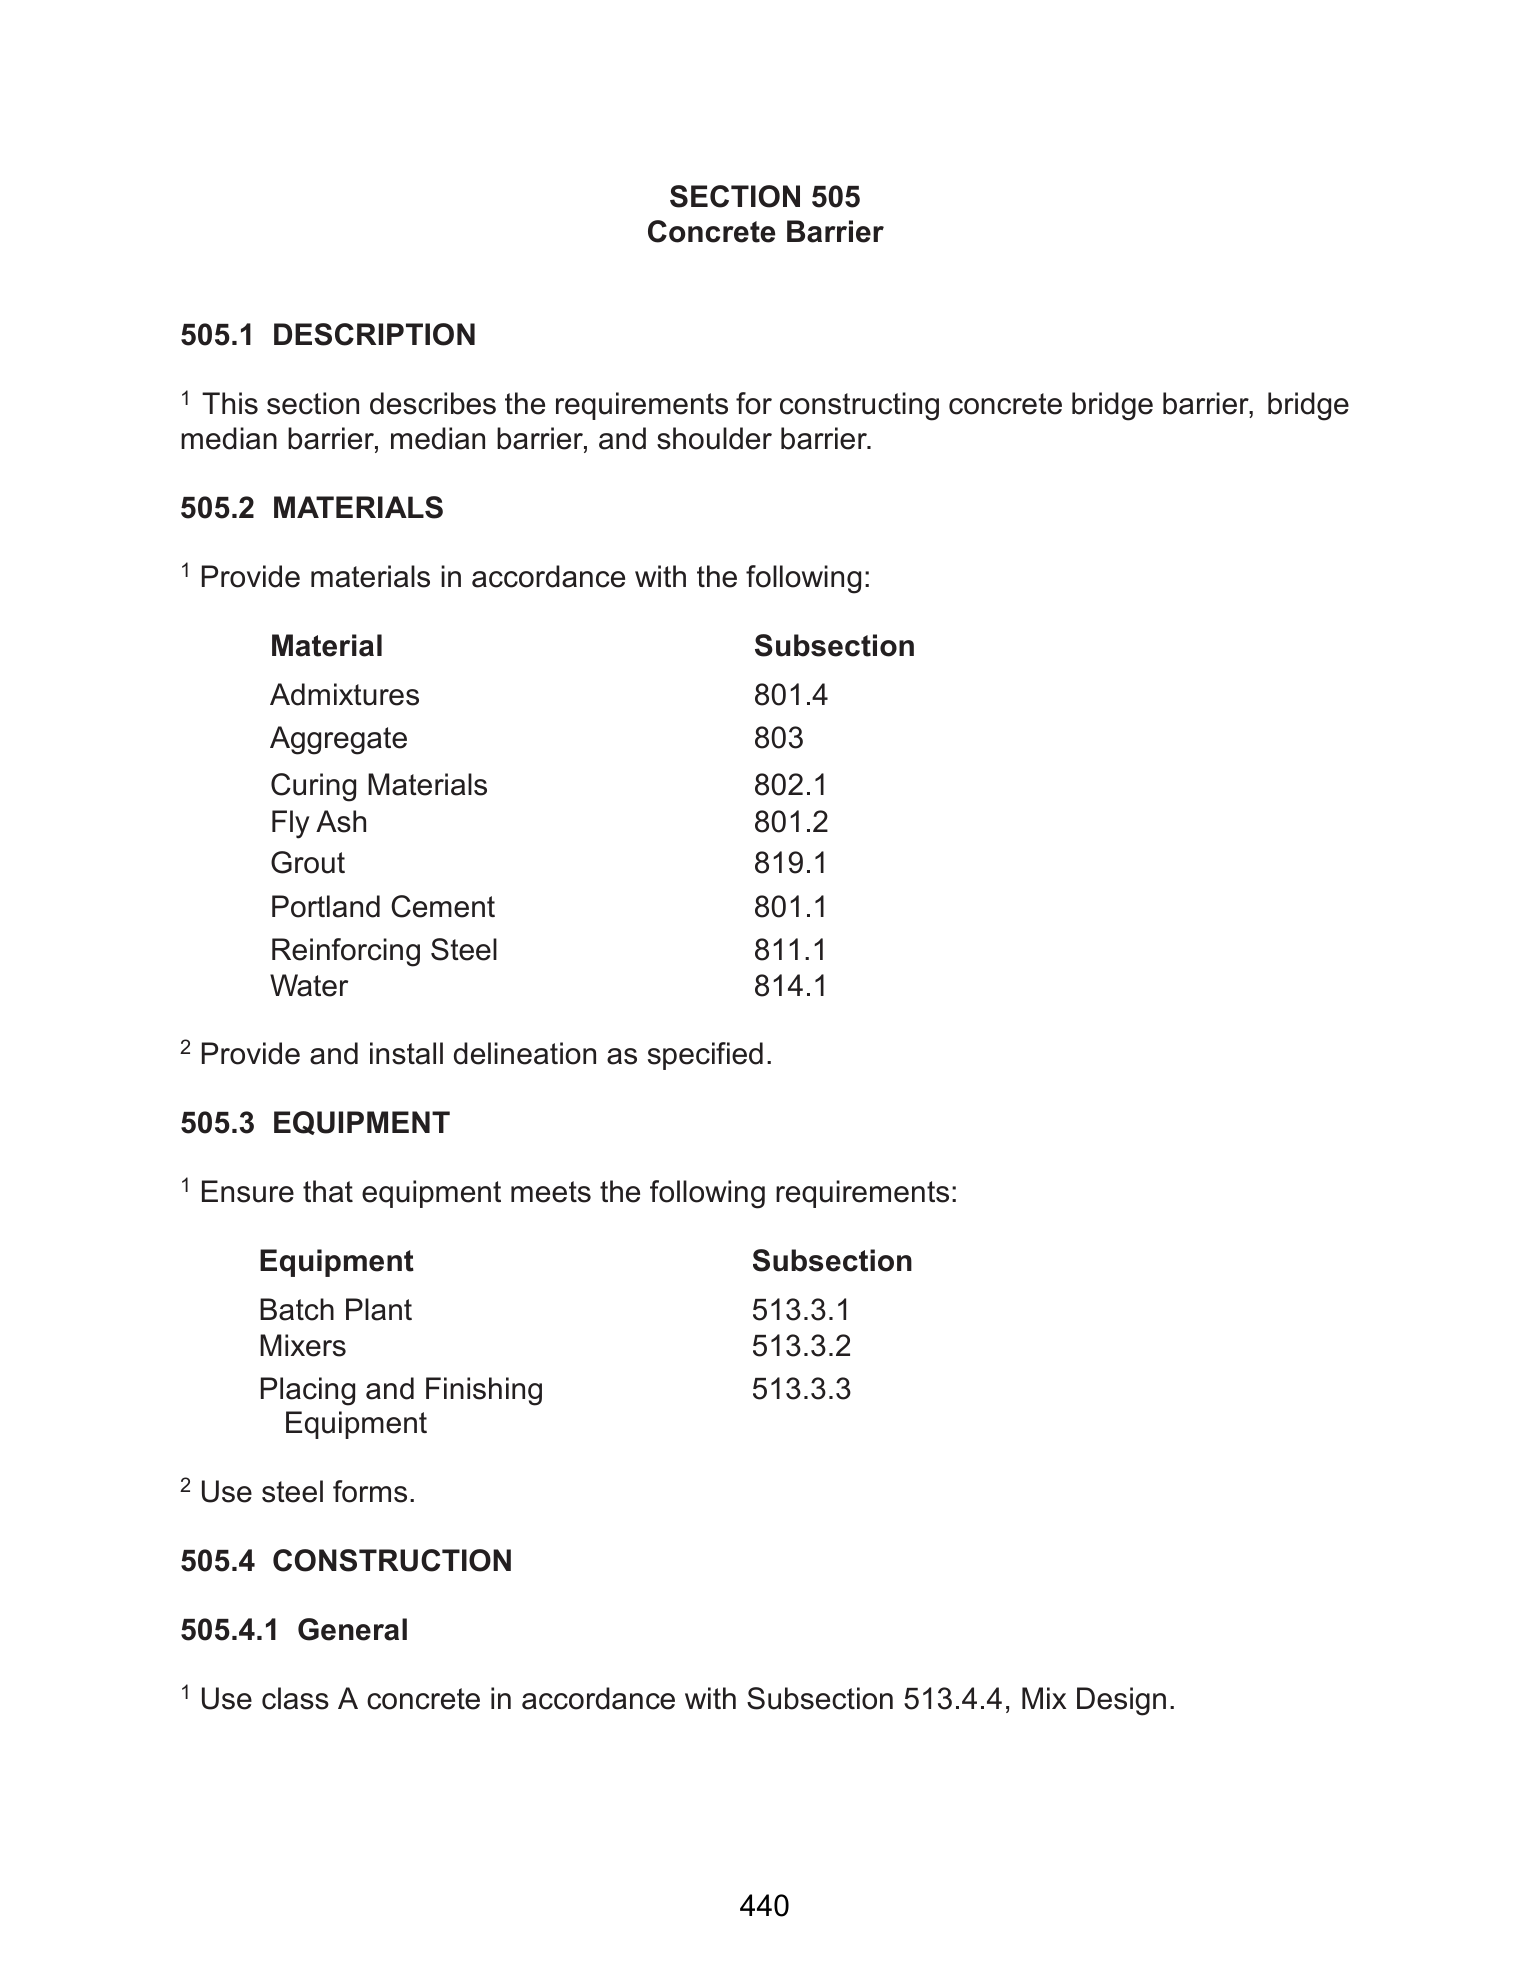 SECTION 505
Concrete Barrier
505.1 DESCRIPTION
1 This section describes the requirements for constructing concrete bridge barrier, bridge
median barrier, median barrier, and shoulder barrier.
505.2 MATERIALS
1 Provide materials in accordance with the following:
Material Subsection
Admixtures 801.4
Aggregate 803
Curing Materials 802.1
Fly Ash 801.2
Grout 819.1
Portland Cement 801.1
Reinforcing Steel 811.1
Water 814.1
2 Provide and install delineation as specified.
505.3 EQUIPMENT
1 Ensure that equipment meets the following requirements:
Equipment Subsection
Batch Plant 513.3.1
Mixers 513.3.2
Placing and Finishing 513.3.3
Equipment
2 Use steel forms.
505.4 CONSTRUCTION
505.4.1 General
1 Use class A concrete in accordance with Subsection 513.4.4, Mix Design.
440